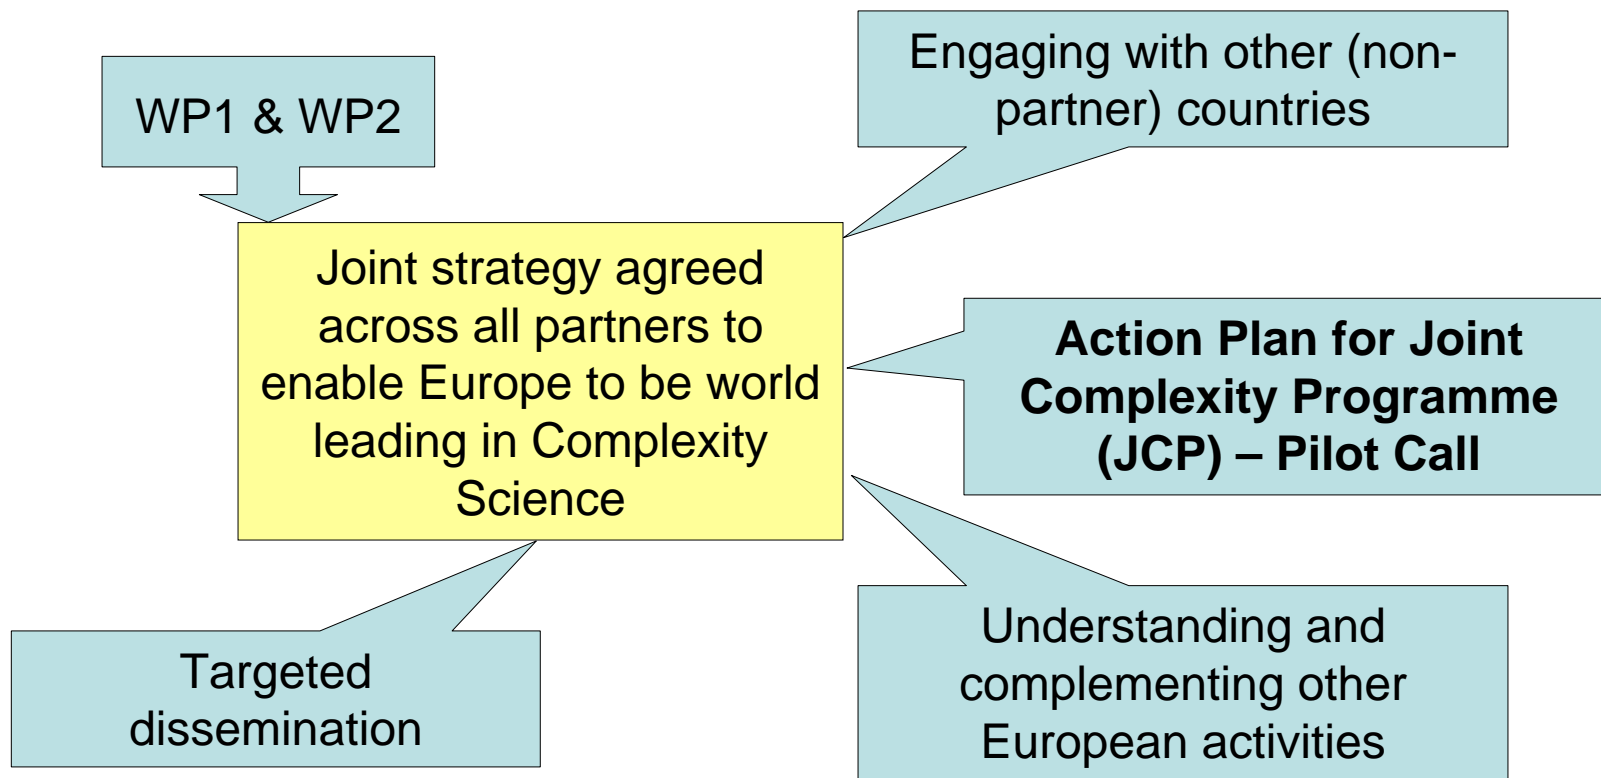 WP1 & WP2
Engaging with other (non-
partner) countries
Joint strategy agreed
across all partners to
enable Europe to be world
leading in Complexity
Science
Action Plan for Joint
Complexity Programme
(JCP) – Pilot Call
Targeted
dissemination
Understanding and
complementing other
European activities